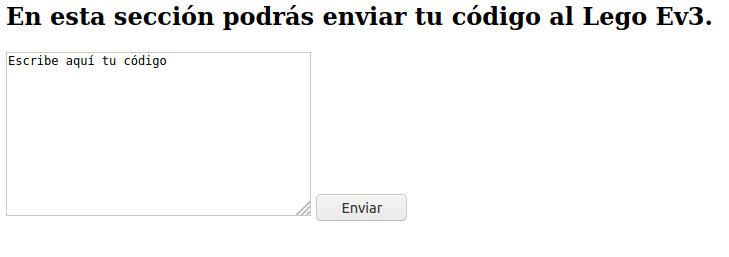 En esta sección podrás enviar tu código al Lego Ev3.
Escribe aquí tu código
Enviar